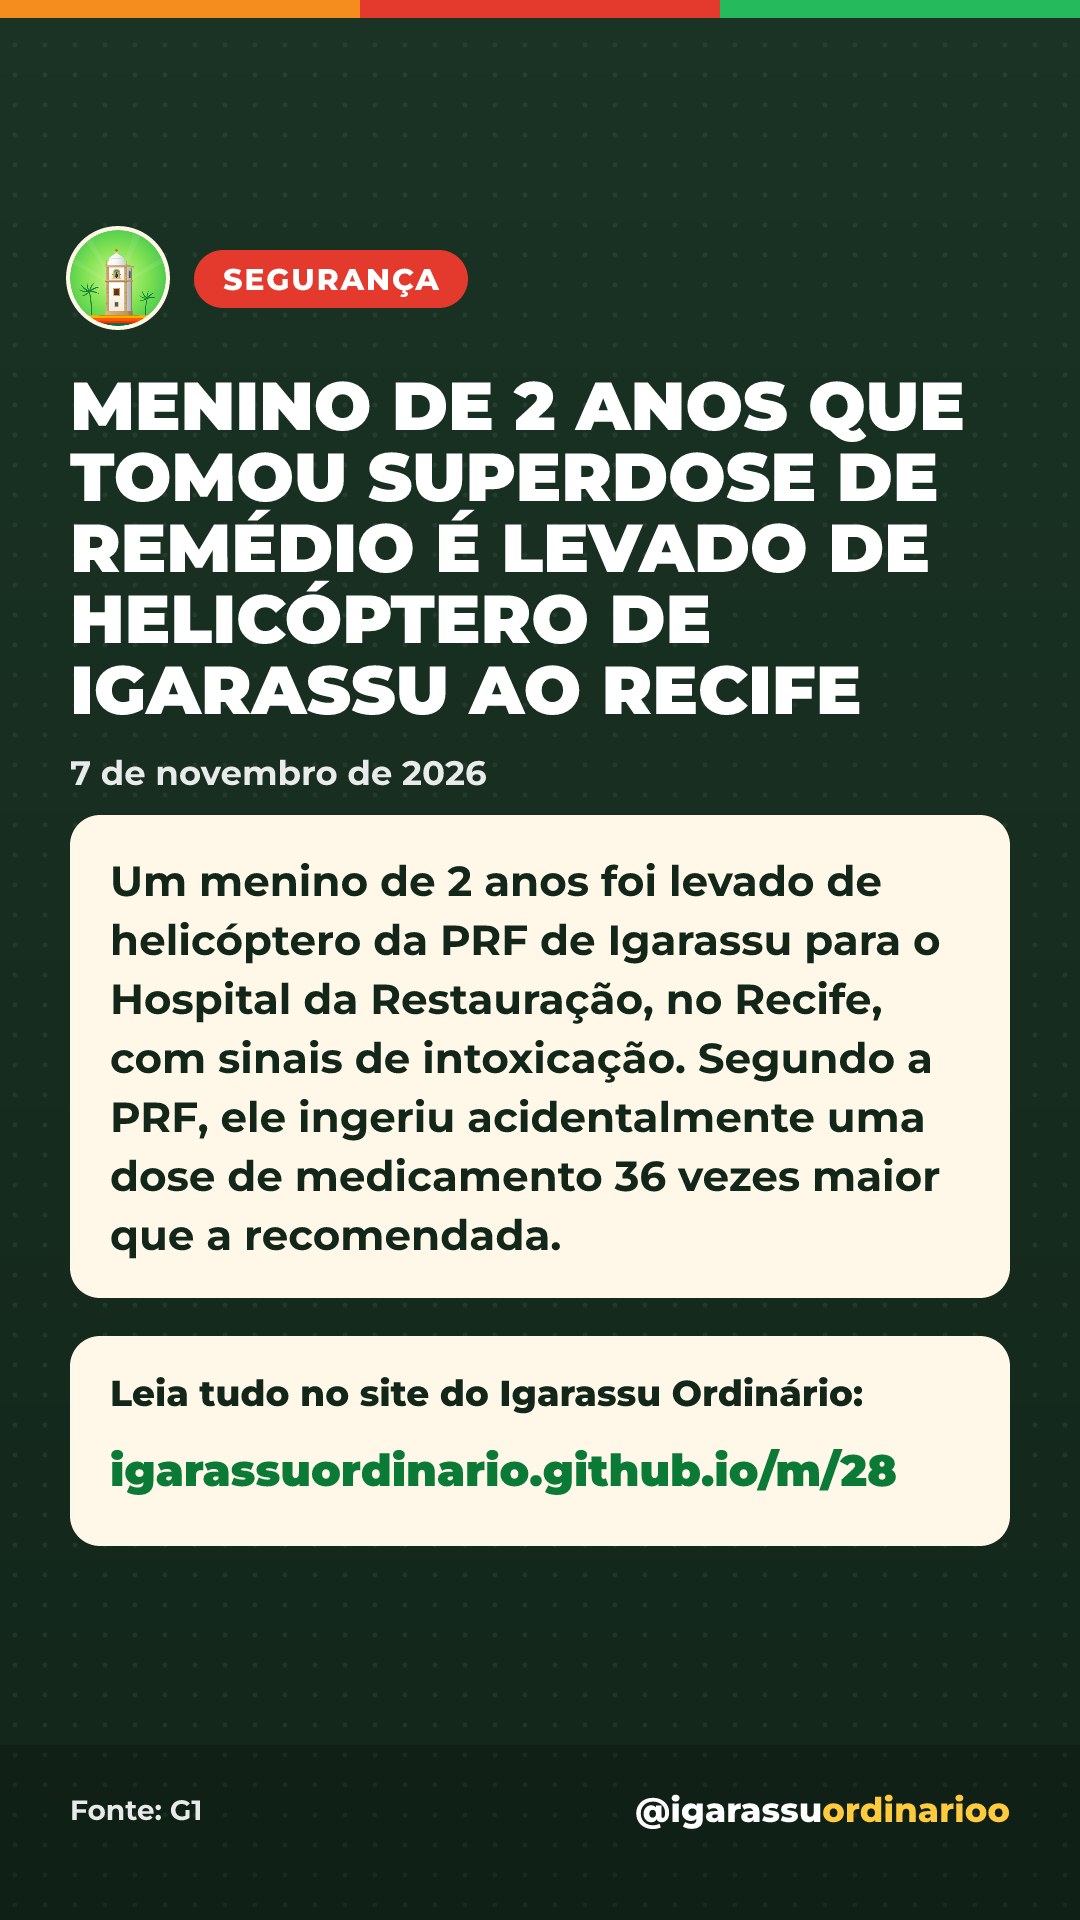 SEGURANÇA
MENINO DE 2 ANOS QUE
TOMOU SUPERDOSE DE
REMÉDIO É LEVADO DE
HELICÓPTERO DE
IGARASSU AO RECIFE
7 de novembro de 2026
Um menino de 2 anos foi levado de
helicóptero da PRF de Igarassu para o
Hospital da Restauração, no Recife,
com sinais de intoxicação. Segundo a
PRF, ele ingeriu acidentalmente uma
dose de medicamento 36 vezes maior
que a recomendada.
Leia tudo no site do Igarassu Ordinário:
igarassuordinario.github.io/m/28
Fonte: G1
@igarassuordinarioo